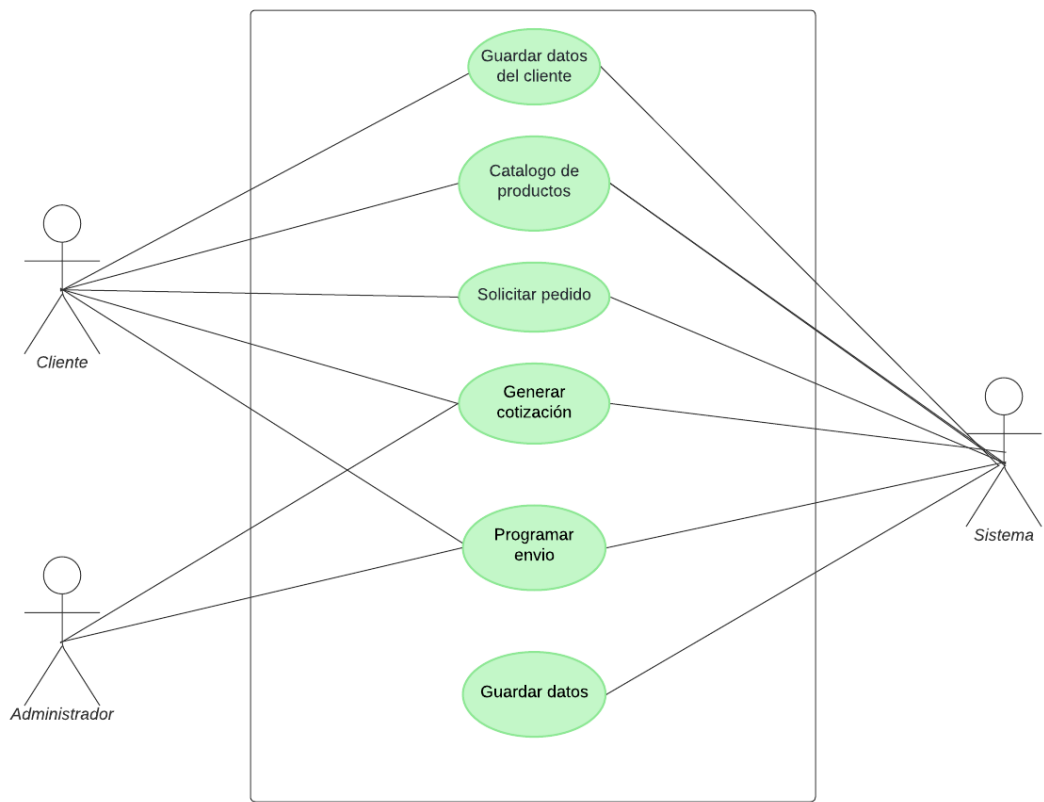 Guardar datos
del cliente
Catalogo de
productos
Solicitar pedido
Cliente
Generar
cotización
Programar
envio
Sistema
Guardar datos
Administrador